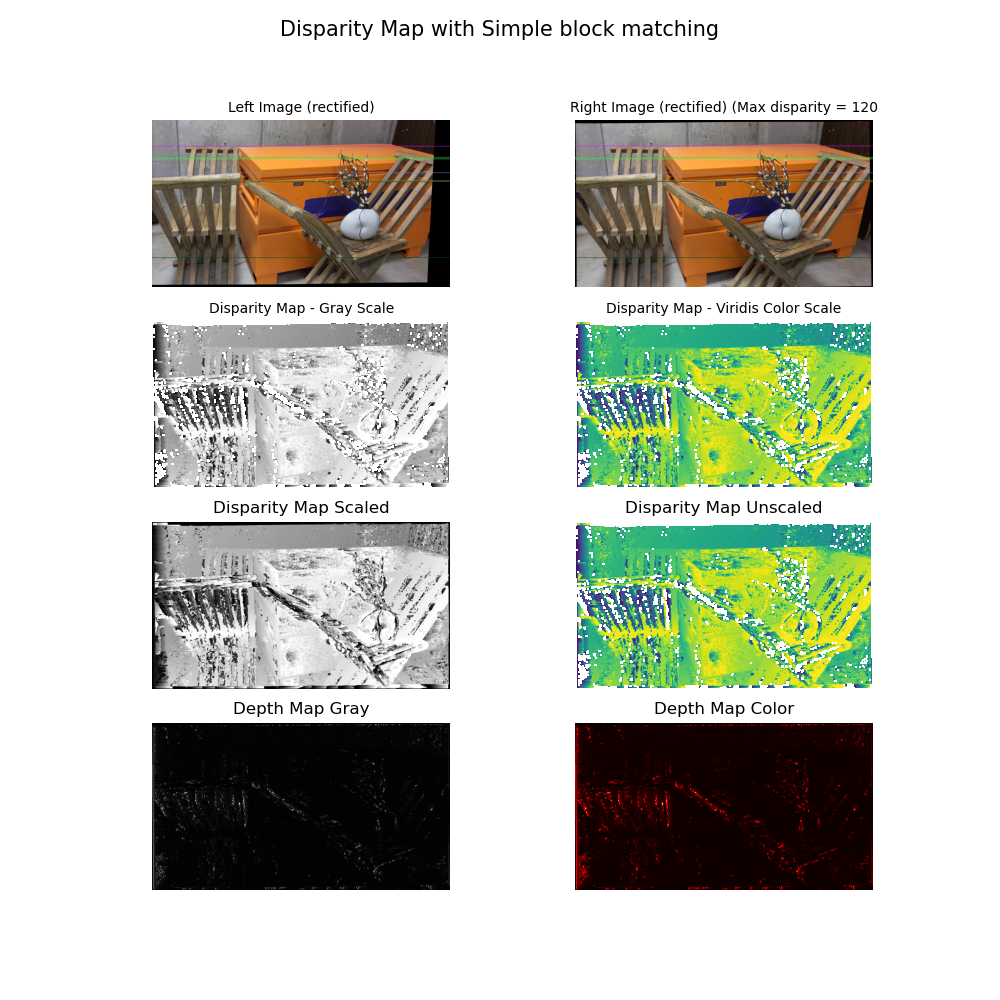 Disparity Map with Simple block matching
Left Image (rectified)
Right Image (rectified) (Max disparity = 120
Disparity Map - Gray Scale
Disparity Map - Viridis Color Scale
Disparity Map Scaled
Disparity Map Unscaled
Depth Map Gray
Depth Map Color